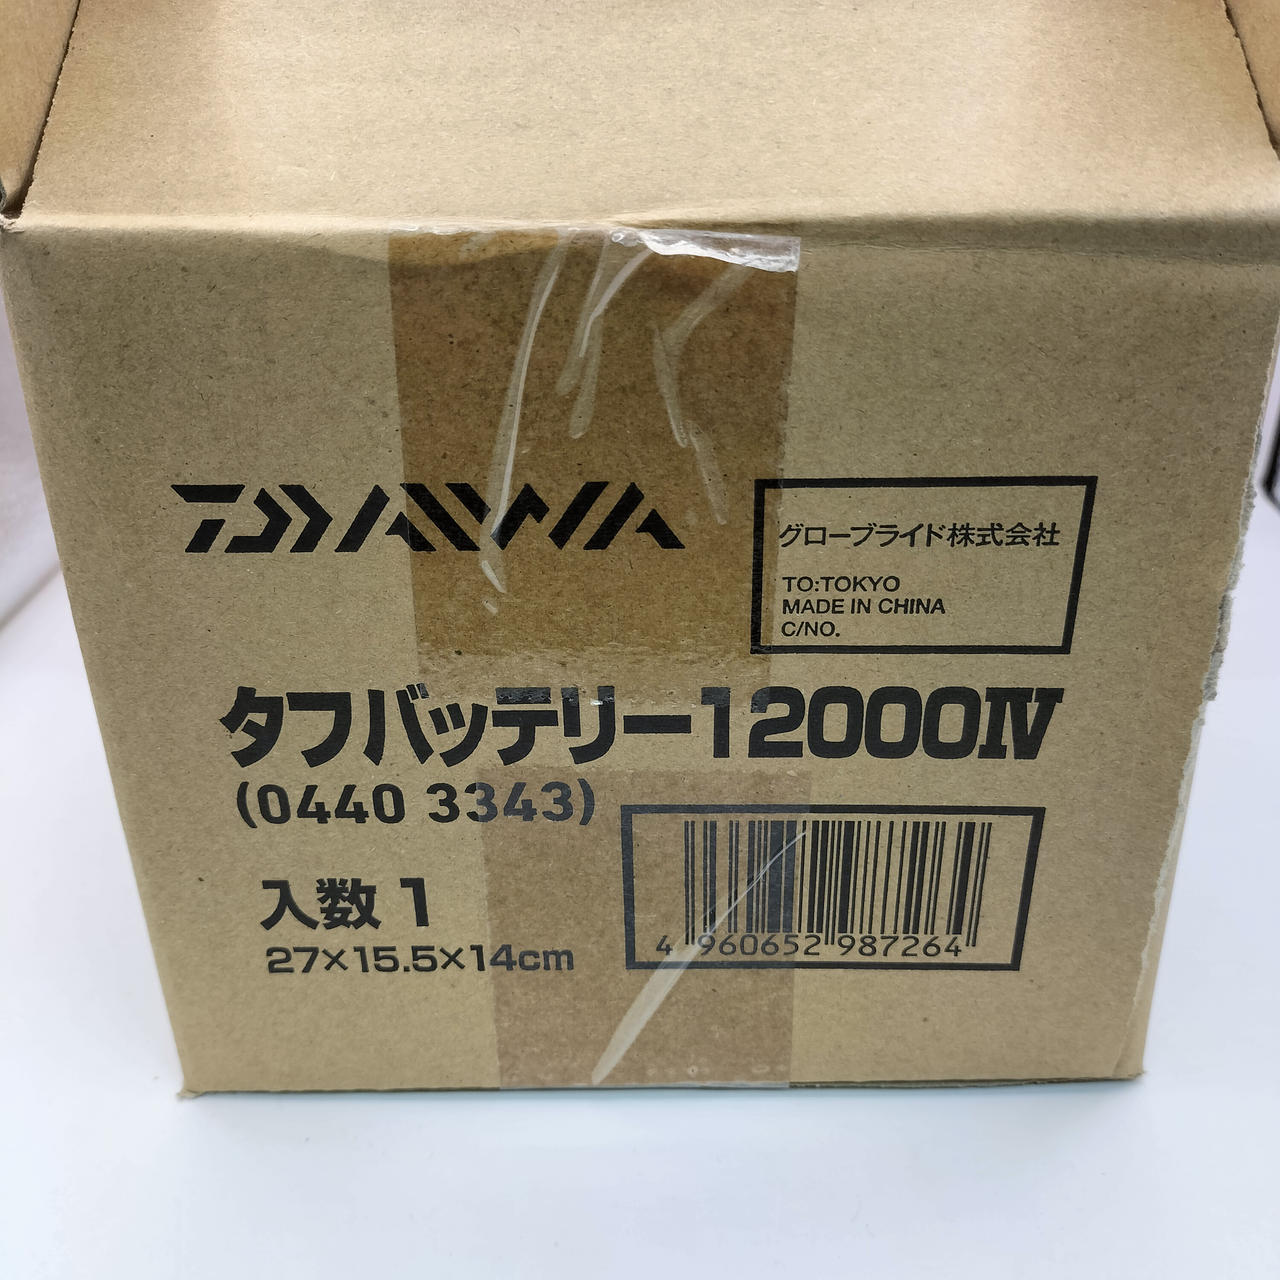 DAIWA
グローブライド株式会社
TO:TOKYO
MADE IN CHINA
C/NO.
タフバッテリー12000IV
(0440 3343)
入数 1
27×15.5×14cm
4 960652 987264